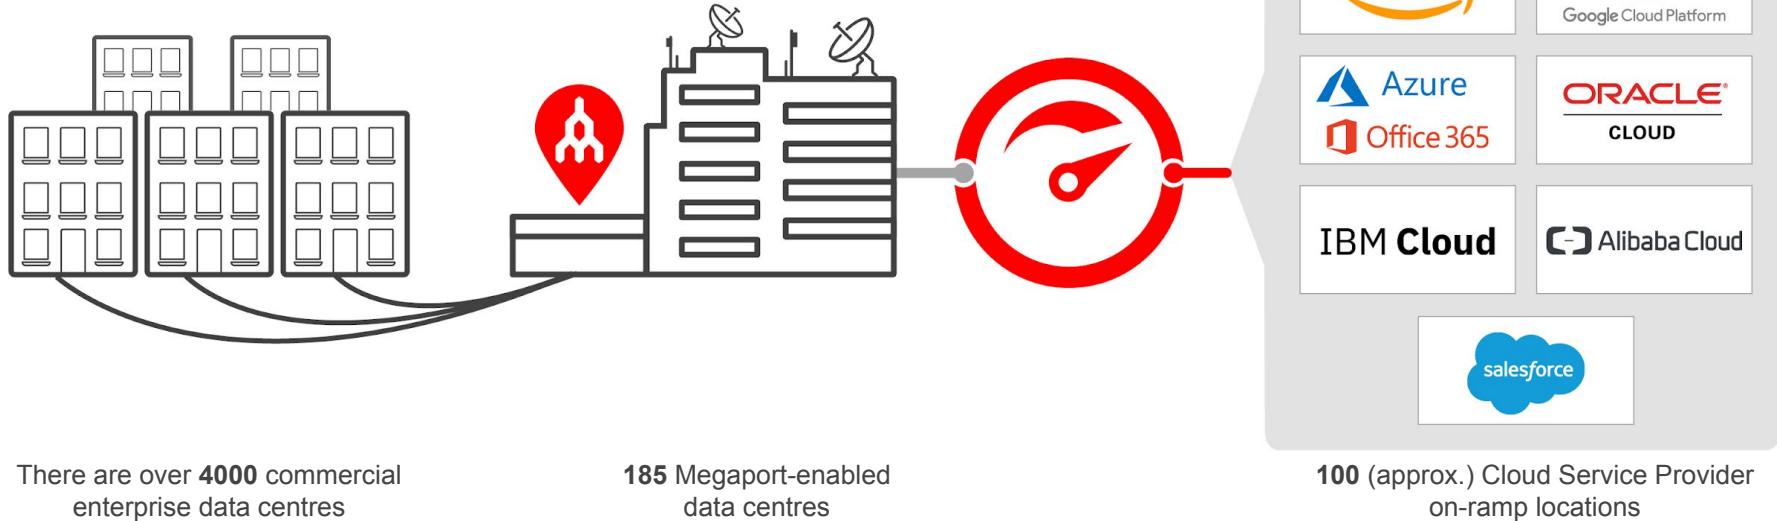 Google Cloud Platform
Azure
Office 365
ORACLE®
CLOUD
IBM Cloud
Alibaba Cloud
salesforce
There are over 4000 commercial
enterprise data centres
185 Megaport-enabled
data centres
100 (approx.) Cloud Service Provider
on-ramp locations